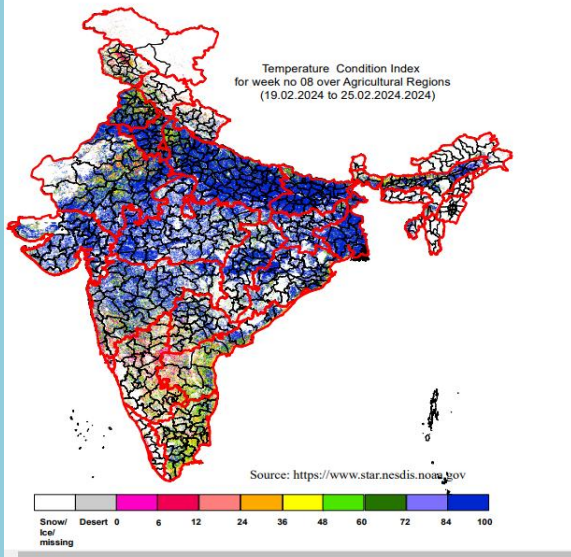 Temperature Condition Index
for week no 08 over Agricultural Regions
(19.02.2024 to 25.02.2024.2024)
Source: https://www.star.nesdis.noaa.gov
Snow/ Ice/ missing Desert 0 6 12 24 36 48 60 72 84 100